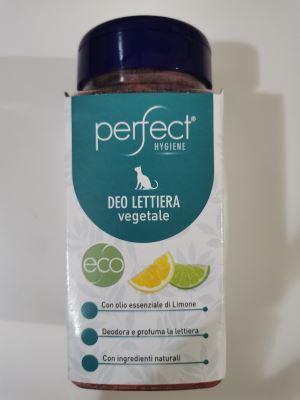 perfect®
HYGIENE
DEO LETTIERA
vegetale
eco
Con olio essenziale di Limone
Deodora e profuma la lettiera
Con ingredienti naturali